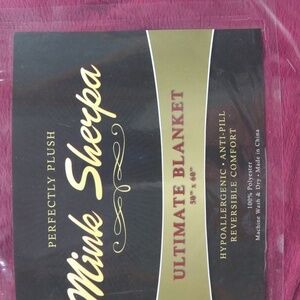 PERFECTLY PLUSH
Mink Sherpa
ULTIMATE BLANKET
50" x 60"
HYPOALLERGENIC • ANTI-PILL
REVERSIBLE COMFORT
100% Polyester
Machine Wash & Dry • Made in China